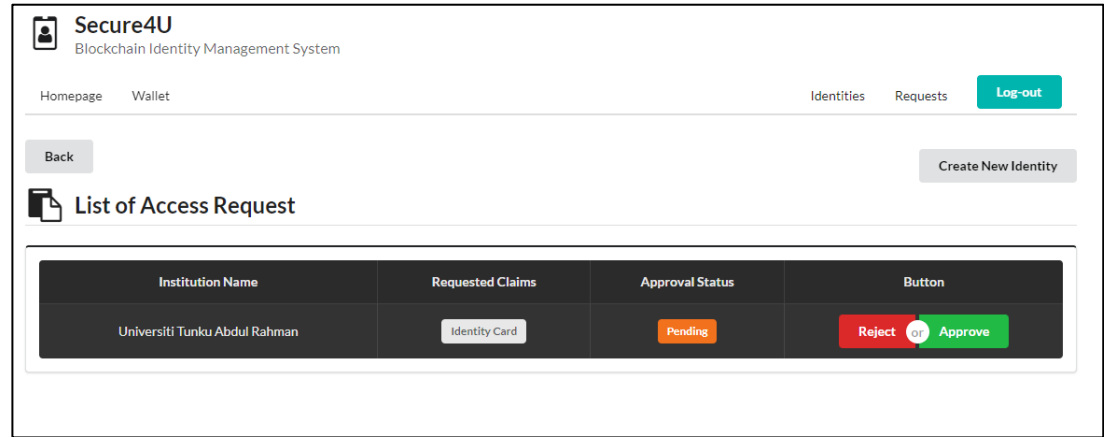 Secure4U
Blockchain Identity Management System
Homepage Wallet Identities Requests Log-out
Back
Create New Identity
List of Access Request
Institution Name Requested Claims Approval Status Button
Universiti Tunku Abdul Rahman Identity Card Pending Reject or Approve